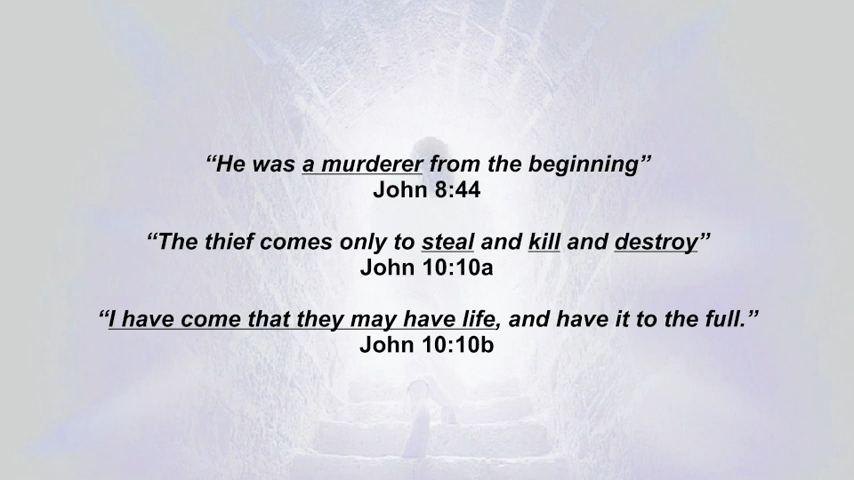 “He was a murderer from the beginning”
John 8:44
“The thief comes only to steal and kill and destroy”
John 10:10a
“I have come that they may have life, and have it to the full.”
John 10:10b